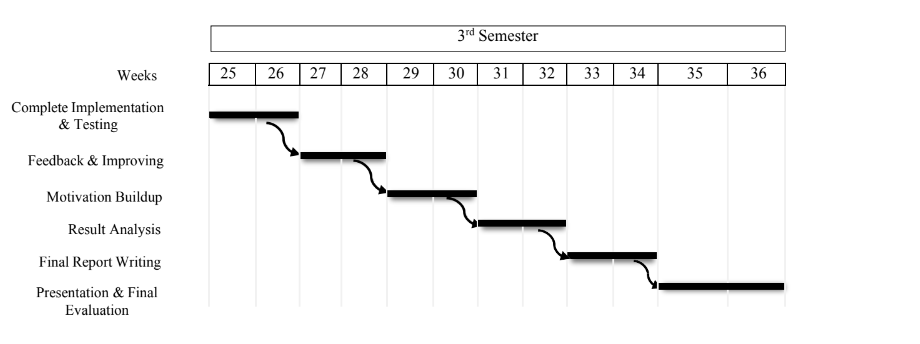 3rd Semester
Weeks 25 26 27 28 29 30 31 32 33 34 35 36
Complete Implementation
& Testing
Feedback & Improving
Motivation Buildup
Result Analysis
Final Report Writing
Presentation & Final
Evaluation